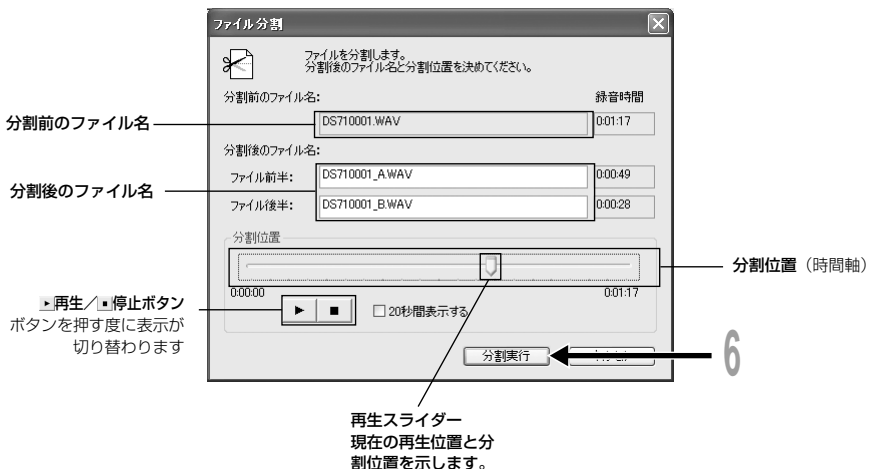 ファイル分割
ファイルを分割します。
分割後のファイル名と分割位置を決めてください。
分割前のファイル名:
録音時間
分割前のファイル名
DS710001.WAV
0:01:17
分割後のファイル名:
分割後のファイル名
ファイル前半:
DS710001_A.WAV
0:00:49
ファイル後半:
DS710001_B.WAV
0:00:28
分割位置
分割位置（時間軸）
0:00:00
0:01:17
再生／停止ボタン
ボタンを押す度に表示が
切り替わります
20秒間表示する
分割実行
6
再生スライダー
現在の再生位置と分
割位置を示します。